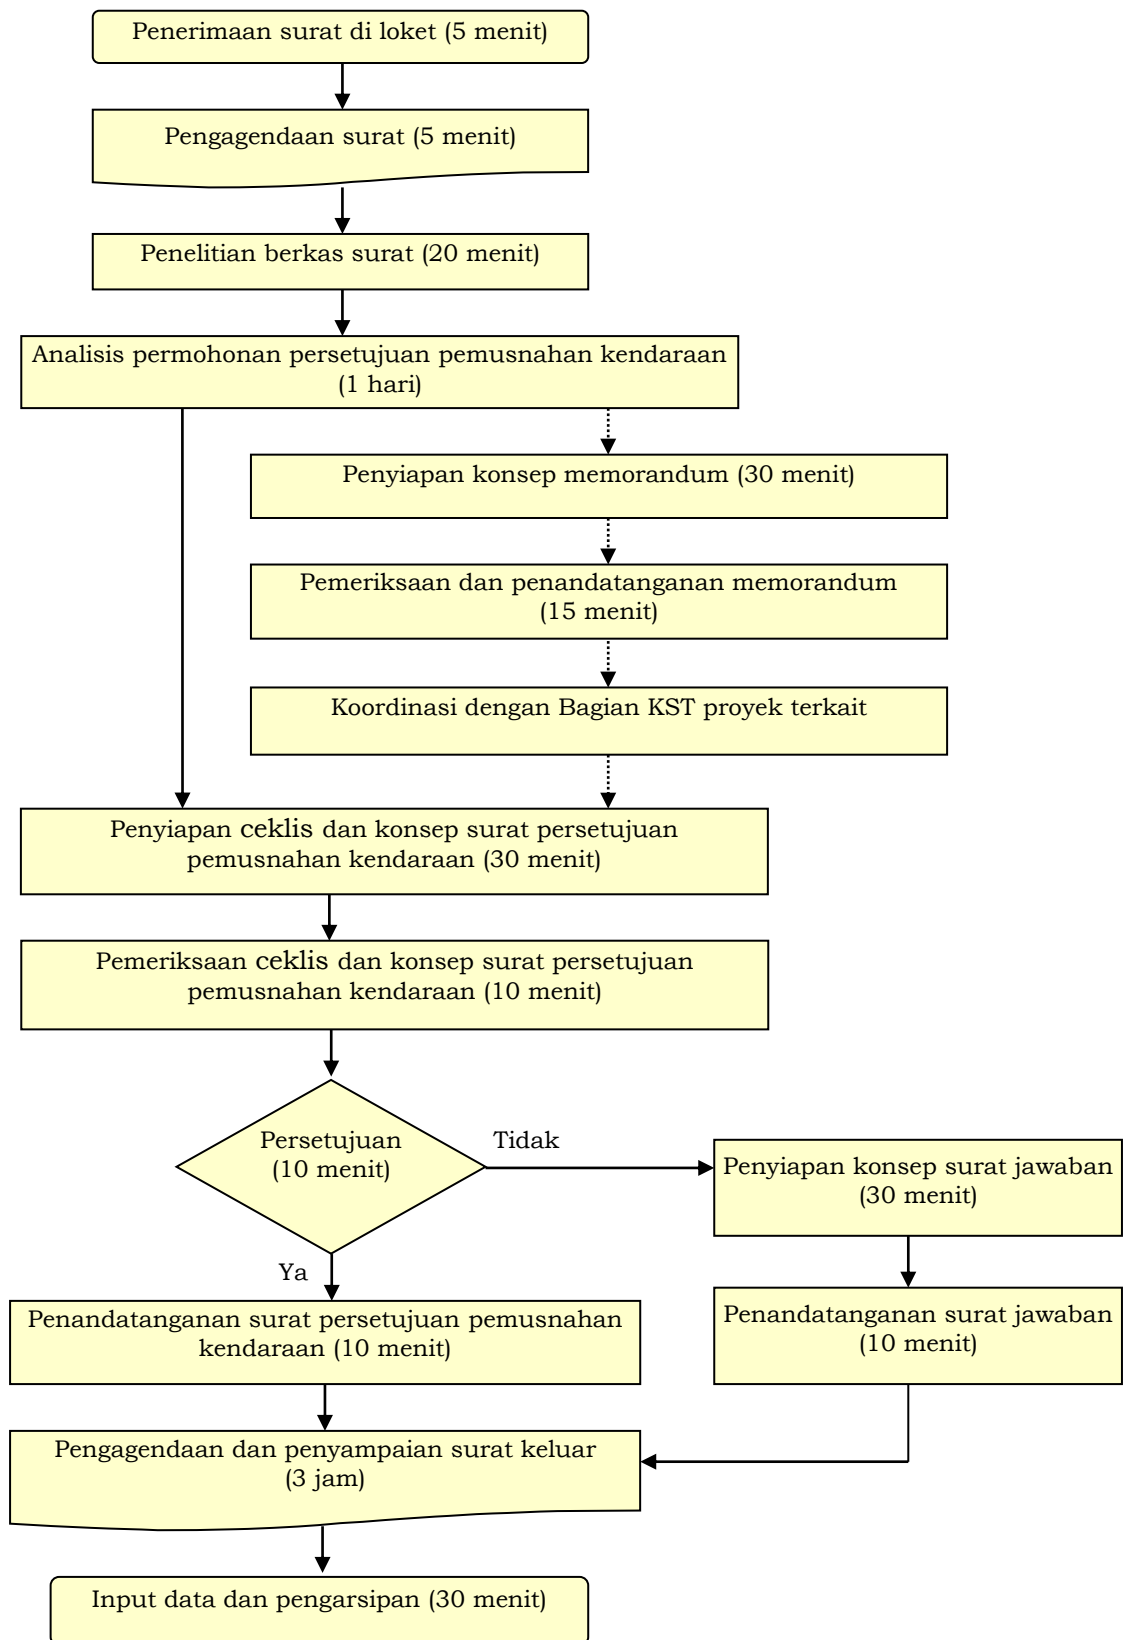 Penerimaan surat di loket (5 menit)
Pengagendaan surat (5 menit)
Penelitian berkas surat (20 menit)
Analisis permohonan persetujuan pemusnahan kendaraan
(1 hari)
Penyiapan konsep memorandum (30 menit)
Pemeriksaan dan penandatanganan memorandum
(15 menit)
Koordinasi dengan Bagian KST proyek terkait
Penyiapan ceklis dan konsep surat persetujuan
pemusnahan kendaraan (30 menit)
Pemeriksaan ceklis dan konsep surat persetujuan
pemusnahan kendaraan (10 menit)
Persetujuan
(10 menit)
Tidak
Penyiapan konsep surat jawaban
(30 menit)
Ya
Penandatanganan surat persetujuan pemusnahan
kendaraan (10 menit)
Penandatanganan surat jawaban
(10 menit)
Pengagendaan dan penyampaian surat keluar
(3 jam)
Input data dan pengarsipan (30 menit)